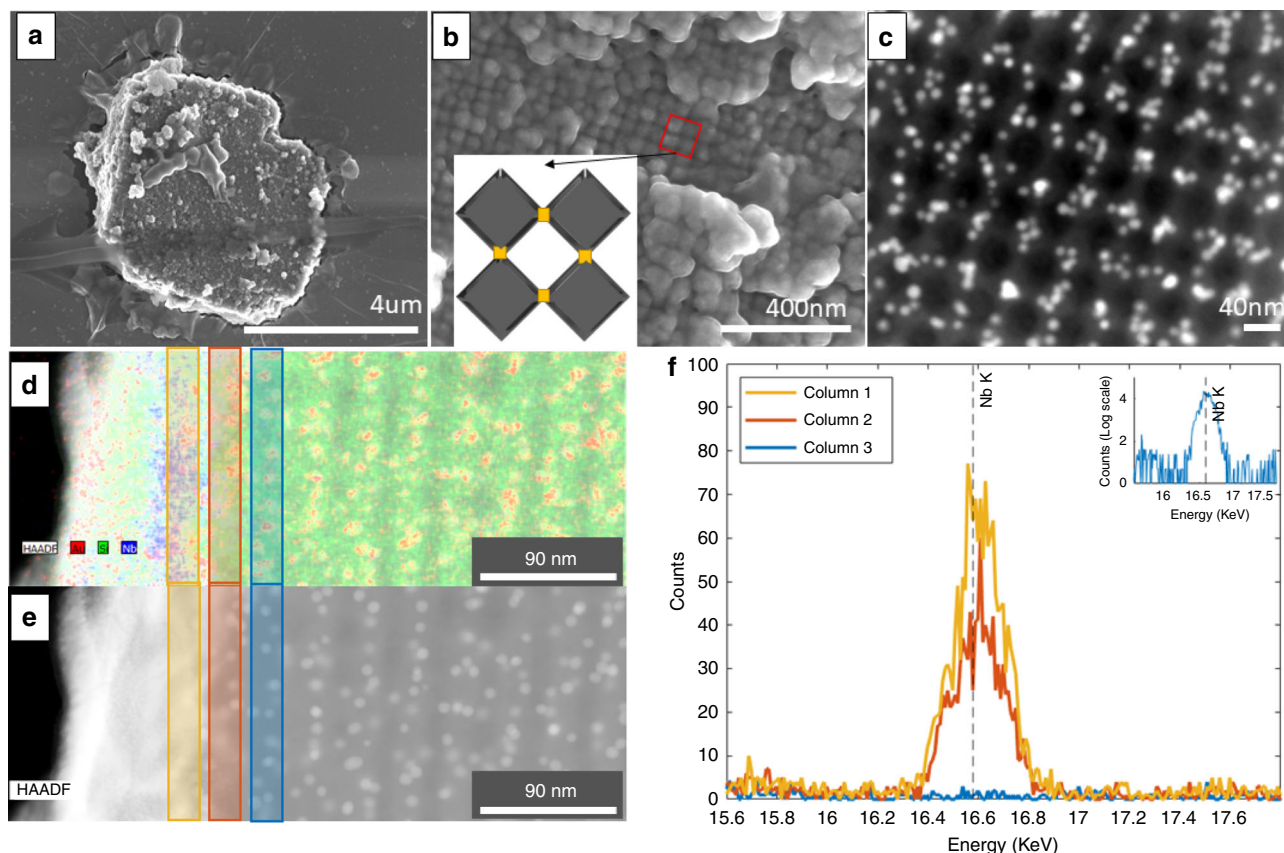 a
4um
b
400nm
c
40nm
d
HAADF Au Si Nb
90 nm
e
HAADF
90 nm
f
100
90
80
70
60
50
40
30
20
10
0
Counts
15.6 15.8 16 16.2 16.4 16.6 16.8 17 17.2 17.4 17.6
Energy (KeV)
Column 1
Column 2
Column 3
Nb K
4
2
0
Counts (Log scale)
16 16.5 17 17.5
Energy (KeV)
Nb K